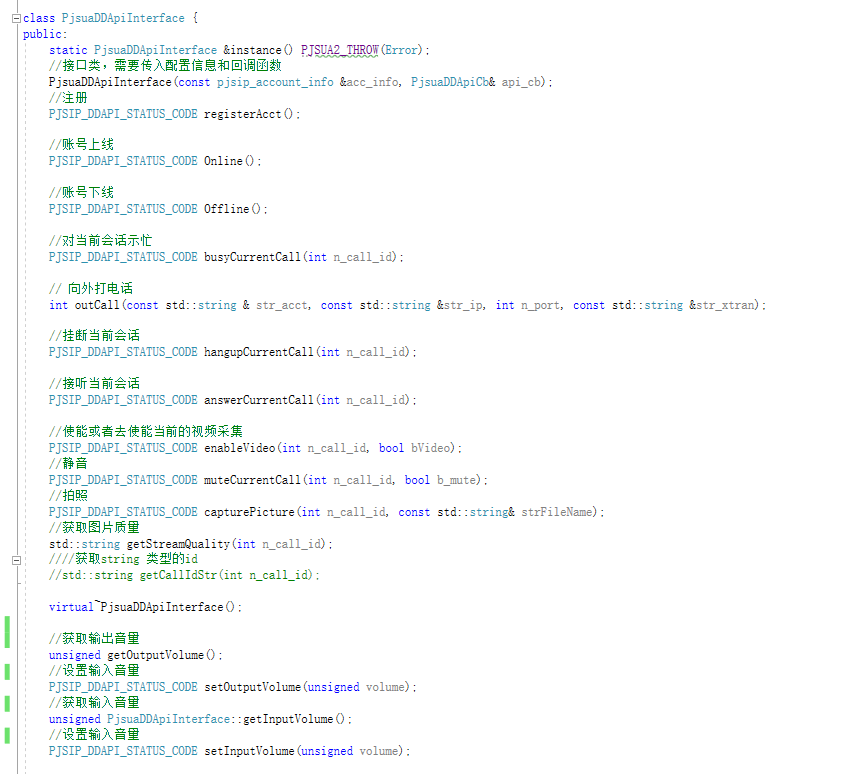 class PjsuaDDApiInterface {
public:
static PjsuaDDApiInterface &instance() PJSUA2_THROW(Error);
//接口类，需要传入配置信息和回调函数
PjsuaDDApiInterface(const pjsip_account_info &acc_info, PjsuaDDApiCb& api_cb);
//注册
PJSIP_DDAPI_STATUS_CODE registerAcct();
//账号上线
PJSIP_DDAPI_STATUS_CODE Online();
//账号下线
PJSIP_DDAPI_STATUS_CODE Offline();
//对当前会话示忙
PJSIP_DDAPI_STATUS_CODE busyCurrentCall(int n_call_id);
// 向外打电话
int outCall(const std::string & str_acct, const std::string &str_ip, int n_port, const std::string &str_xtran);
//挂断当前会话
PJSIP_DDAPI_STATUS_CODE hangupCurrentCall(int n_call_id);
//接听当前会话
PJSIP_DDAPI_STATUS_CODE answerCurrentCall(int n_call_id);
//使能或者去使能当前的视频采集
PJSIP_DDAPI_STATUS_CODE enableVideo(int n_call_id, bool bVideo);
//静音
PJSIP_DDAPI_STATUS_CODE muteCurrentCall(int n_call_id, bool b_mute);
//拍照
PJSIP_DDAPI_STATUS_CODE capturePicture(int n_call_id, const std::string& strFileName);
//获取图片质量
std::string getStreamQuality(int n_call_id);
////获取string 类型的id
//std::string getCallIdStr(int n_call_id);
virtual~PjsuaDDApiInterface();
//获取输出音量
unsigned getOutputVolume();
//设置输入音量
PJSIP_DDAPI_STATUS_CODE setOutputVolume(unsigned volume);
//获取输入音量
unsigned PjsuaDDApiInterface::getInputVolume();
//设置输入音量
PJSIP_DDAPI_STATUS_CODE setInputVolume(unsigned volume);